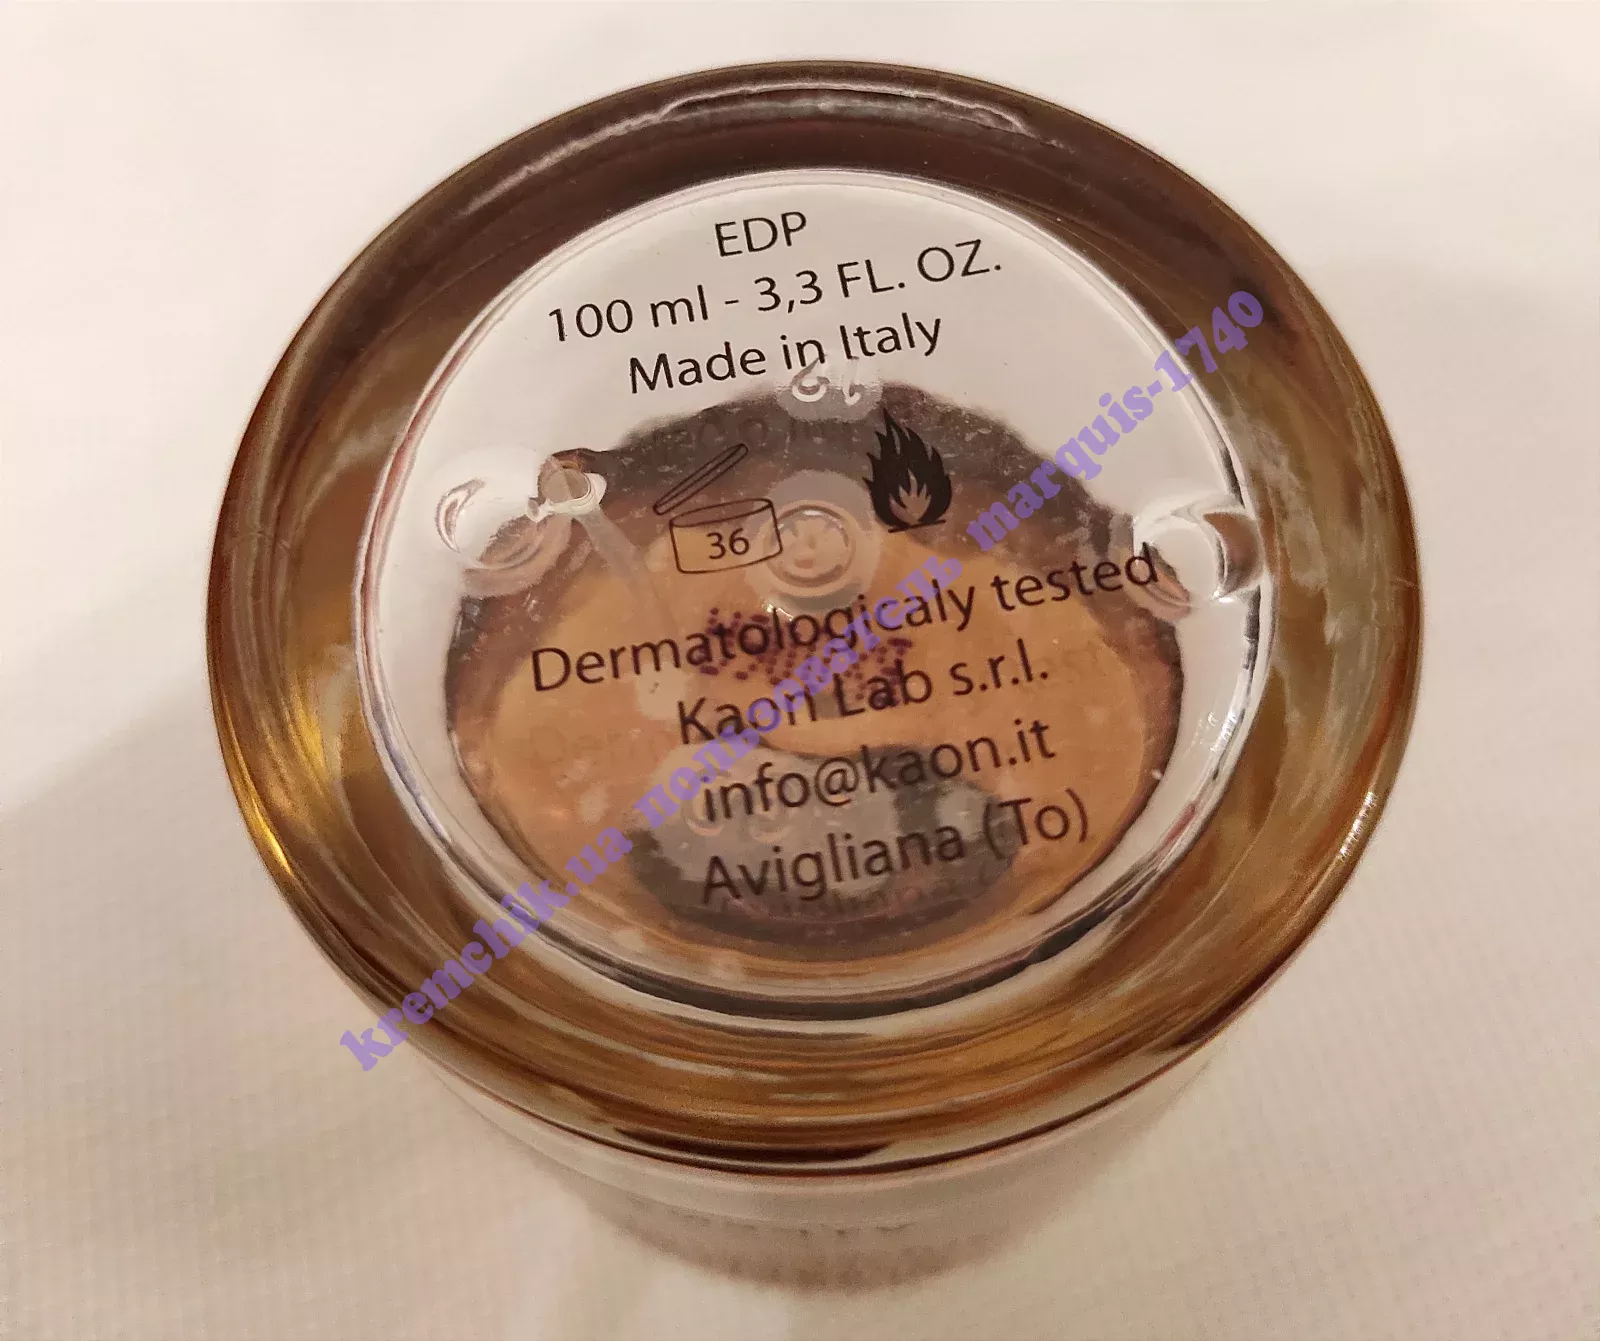 EDP
100 ml - 3,3 FL. OZ.
Made in Italy
36
Dermatologicaly tested
Kaon Lab s.r.l.
info@kaon.it
Avigliana (To)
kremchik.ua пользователь marquis-1740